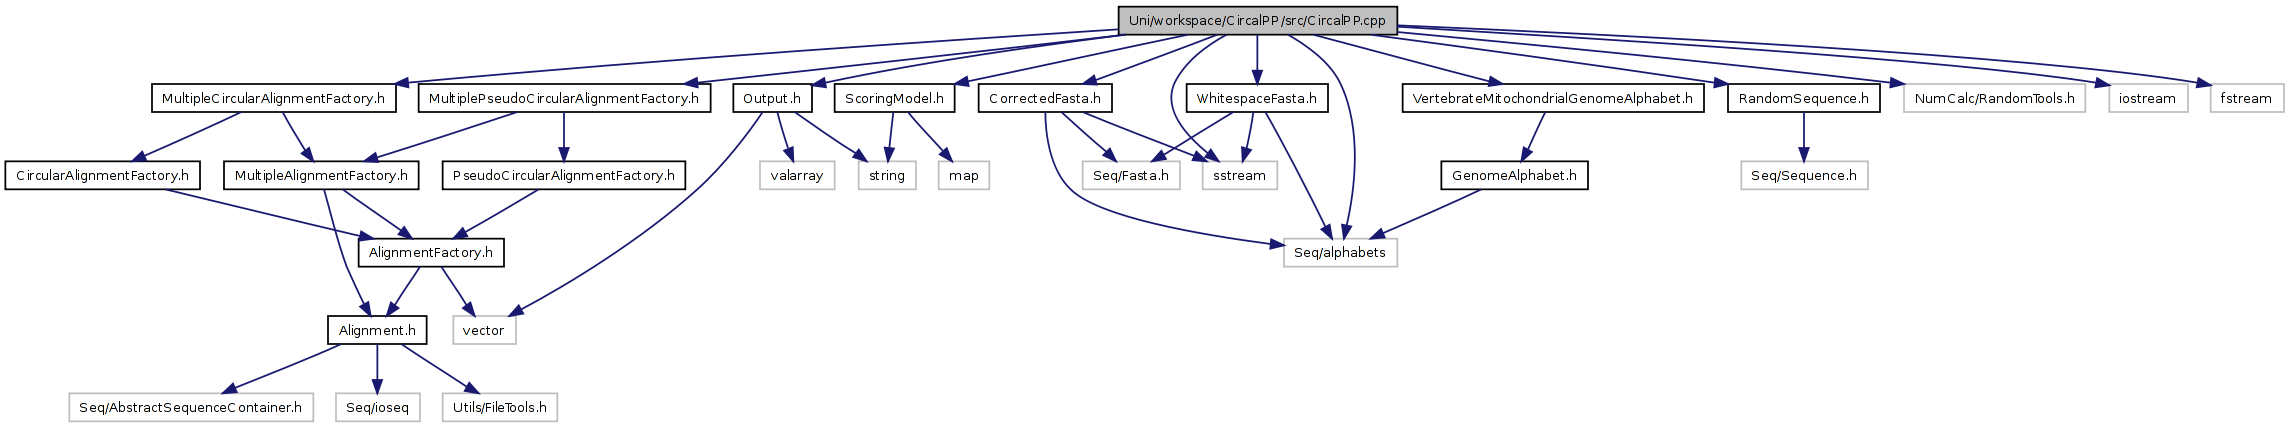 Uni/workspace/CircalPP/src/CircalPP.cpp
MultipleCircularAlignmentFactory.h
MultiplePseudoCircularAlignmentFactory.h
Output.h
ScoringModel.h
CorrectedFasta.h
WhitespaceFasta.h
VertebrateMitochondrialGenomeAlphabet.h
RandomSequence.h
NumCalc/RandomTools.h
iostream
fstream
CircularAlignmentFactory.h
MultipleAlignmentFactory.h
PseudoCircularAlignmentFactory.h
valarray
string
map
Seq/Fasta.h
sstream
GenomeAlphabet.h
Seq/Sequence.h
AlignmentFactory.h
Seq/alphabets
Alignment.h
vector
Seq/AbstractSequenceContainer.h
Seq/ioseq
Utils/FileTools.h